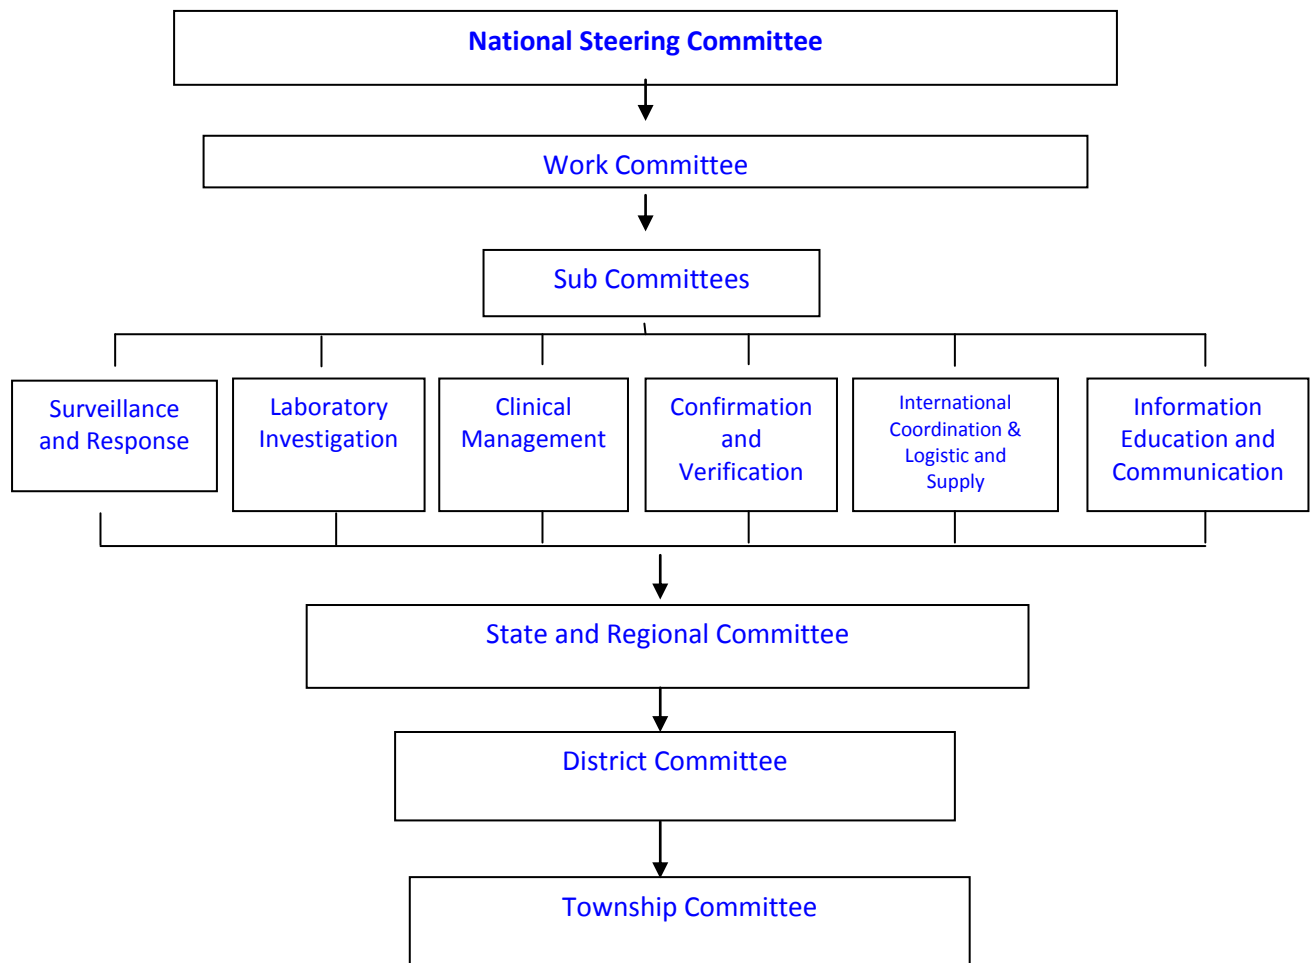 National Steering Committee
Work Committee
Sub Committees
Surveillance
and Response
Laboratory
Investigation
Clinical
Management
Confirmation
and
Verification
International
Coordination &
Logistic and
Supply
Information
Education and
Communication
State and Regional Committee
District Committee
Township Committee